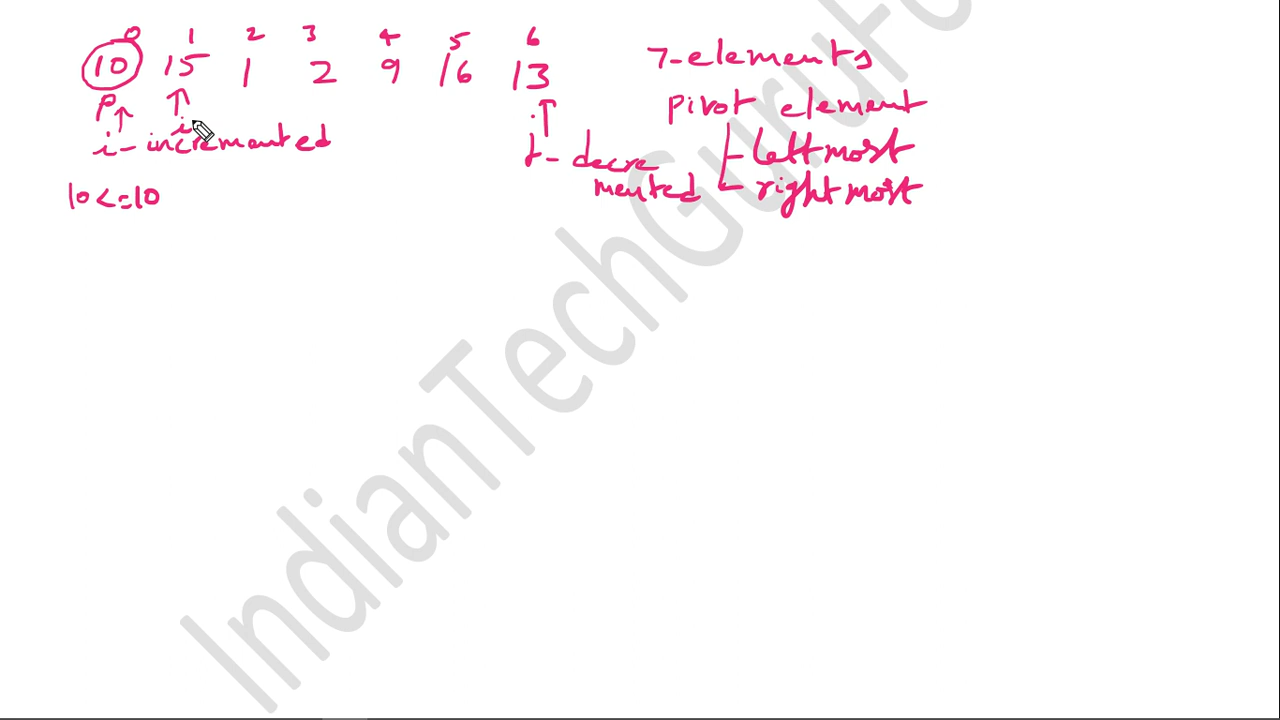 0 1 2 3 4 5 6
10 15 1 2 9 16 13
7-elements
P
pivot element
i
i- incremented
j- decre
mented
leftmost
rightmost
10<=10
IndianTechGuruFo